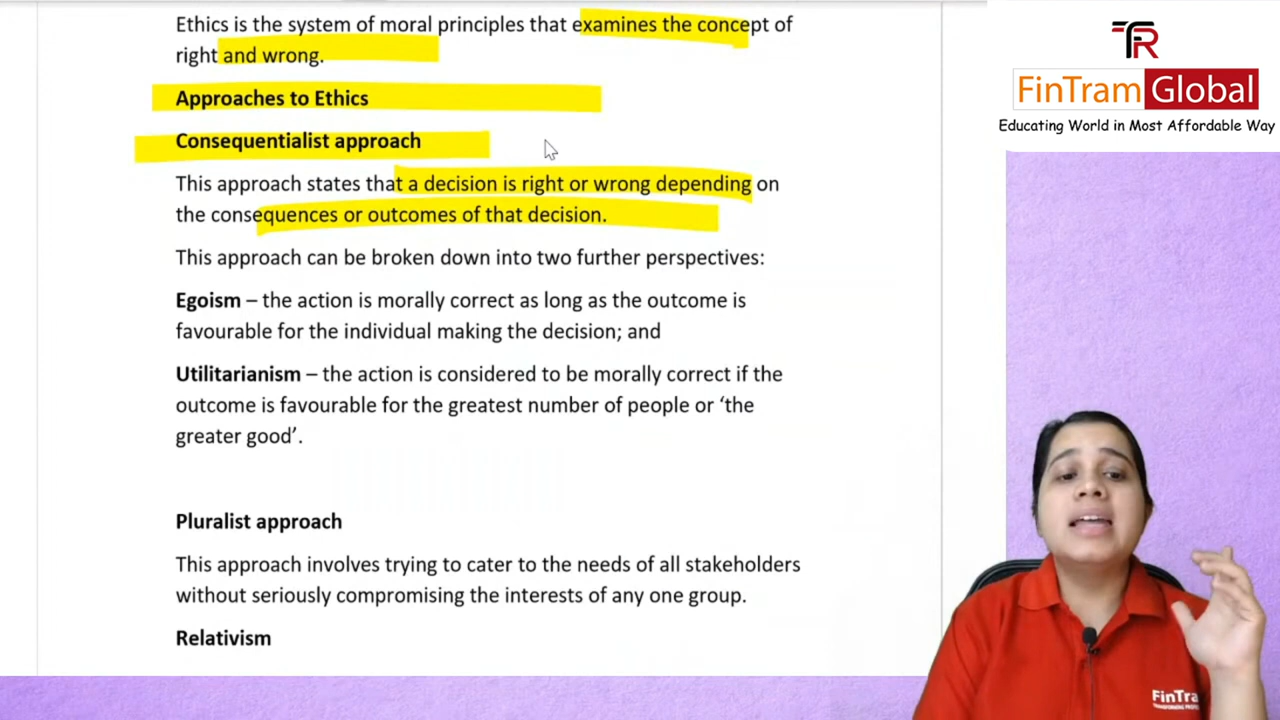 Ethics is the system of moral principles that examines the concept of
right and wrong.
Approaches to Ethics
Consequentialist approach
This approach states that a decision is right or wrong depending on
the consequences or outcomes of that decision.
This approach can be broken down into two further perspectives:
Egoism – the action is morally correct as long as the outcome is
favourable for the individual making the decision; and
Utilitarianism – the action is considered to be morally correct if the
outcome is favourable for the greatest number of people or ‘the
greater good’.
Pluralist approach
This approach involves trying to cater to the needs of all stakeholders
without seriously compromising the interests of any one group.
Relativism
FinTram Global
Educating World in Most Affordable Way
FinTra